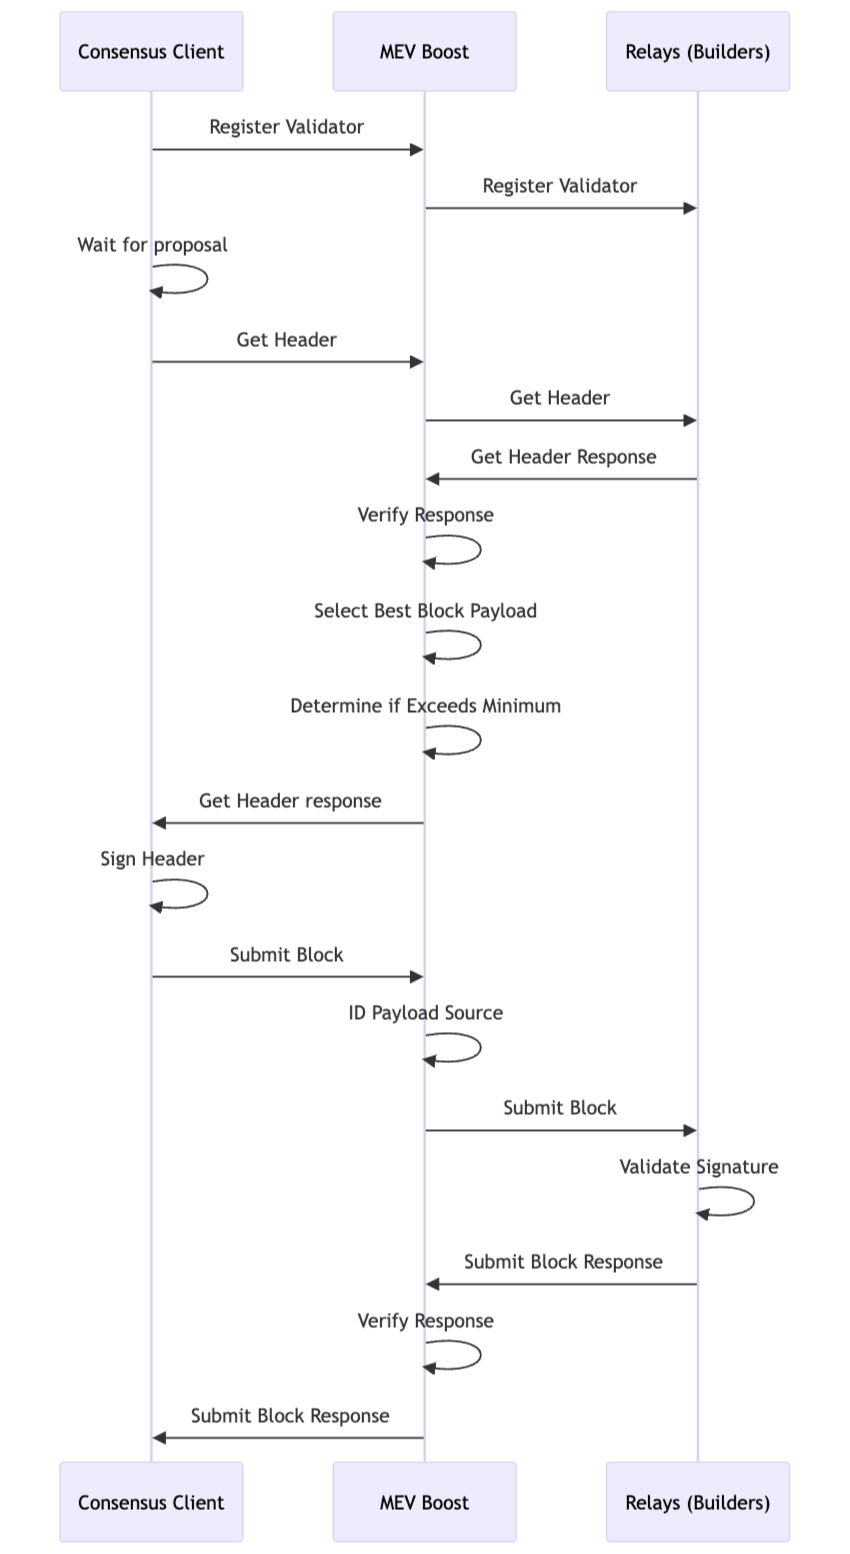 Consensus Client
MEV Boost
Relays (Builders)
Register Validator
Register Validator
Wait for proposal
Get Header
Get Header
Get Header Response
Verify Response
Select Best Block Payload
Determine if Exceeds Minimum
Get Header response
Sign Header
Submit Block
ID Payload Source
Submit Block
Validate Signature
Submit Block Response
Verify Response
Submit Block Response
Consensus Client
MEV Boost
Relays (Builders)